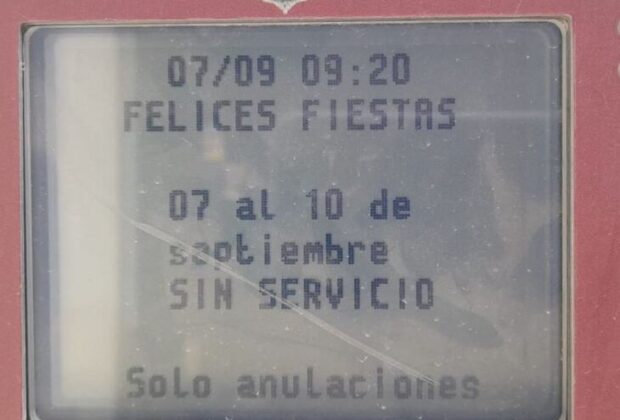 07/09 09:20
FELICES FIESTAS
07 al 10 de
septiembre
SIN SERVICIO
Solo anulaciones